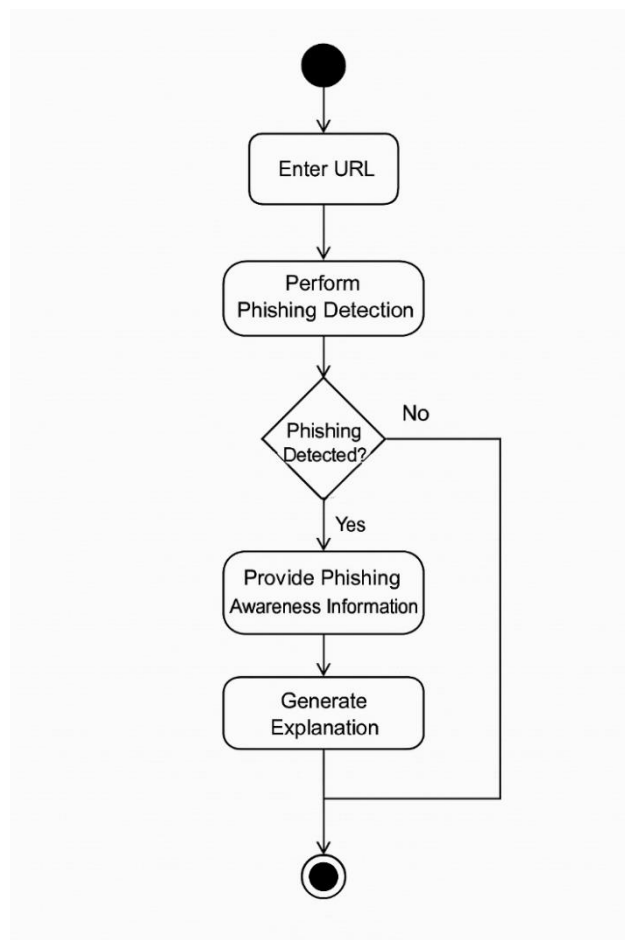 Enter URL
Perform
Phishing Detection
Phishing
Detected?
No
Yes
Provide Phishing
Awareness Information
Generate
Explanation